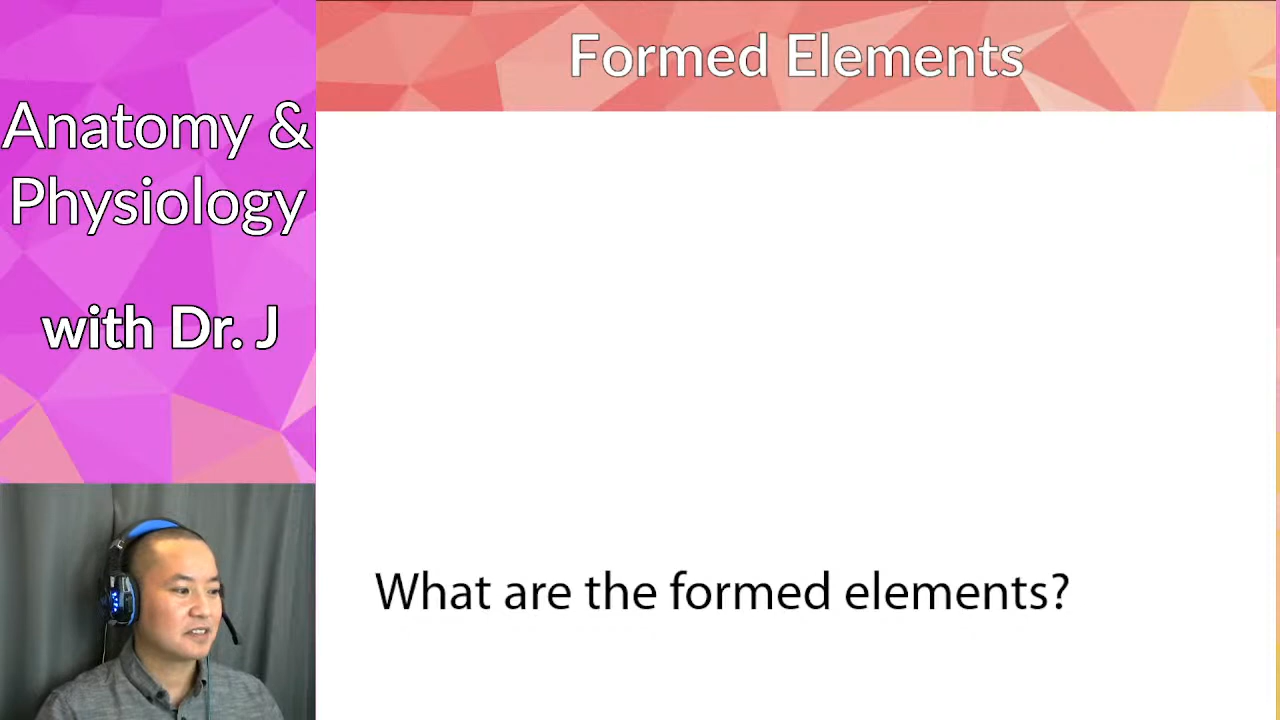 Anatomy &
Physiology
with Dr. J
Formed Elements
What are the formed elements?